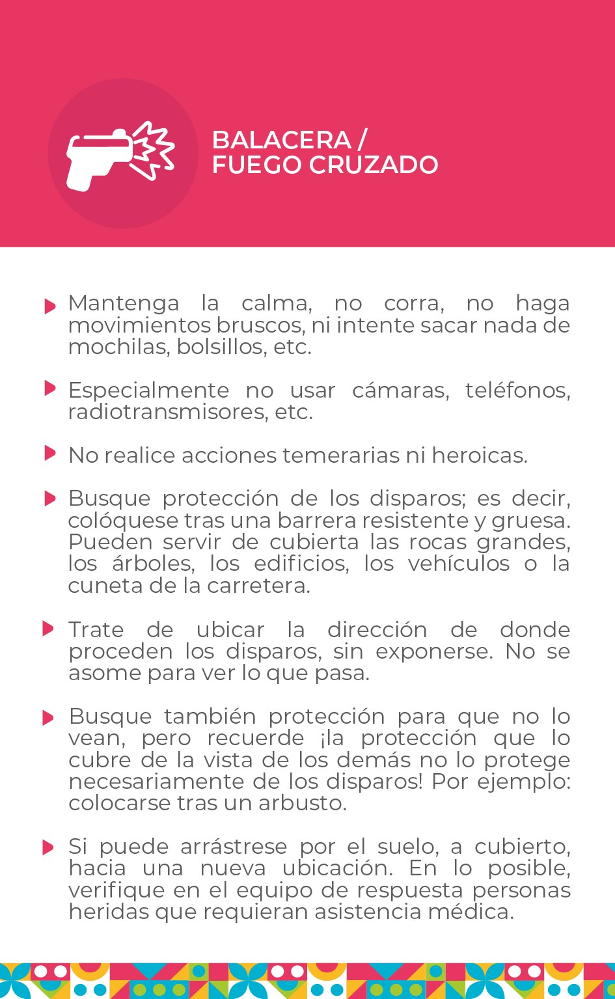 BALACERA /
FUEGO CRUZADO
Mantenga la calma, no corra, no haga
movimientos bruscos, ni intente sacar nada de
mochilas, bolsillos, etc.
Especialmente no usar cámaras, teléfonos,
radiotransmisores, etc.
No realice acciones temerarias ni heroicas.
Busque protección de los disparos; es decir,
colóquese tras una barrera resistente y gruesa.
Pueden servir de cubierta las rocas grandes,
los árboles, los edificios, los vehículos o la
cuneta de la carretera.
Trate de ubicar la dirección de donde
proceden los disparos, sin exponerse. No se
asome para ver lo que pasa.
Busque también protección para que no lo
vean, pero recuerde ¡la protección que lo
cubre de la vista de los demás no lo protege
necesariamente de los disparos! Por ejemplo:
colocarse tras un arbusto.
Si puede arrástrese por el suelo, a cubierto,
hacia una nueva ubicación. En lo posible,
verifique en el equipo de respuesta personas
heridas que requieran asistencia médica.